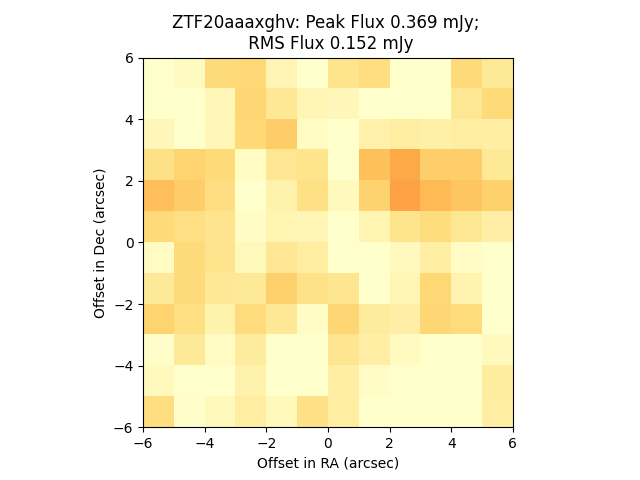 ZTF20aaaxghv: Peak Flux 0.369 mJy;
RMS Flux 0.152 mJy
6
4
2
0
−2
−4
−6
Offset in Dec (arcsec)
−6 −4 −2 0 2 4 6
Offset in RA (arcsec)